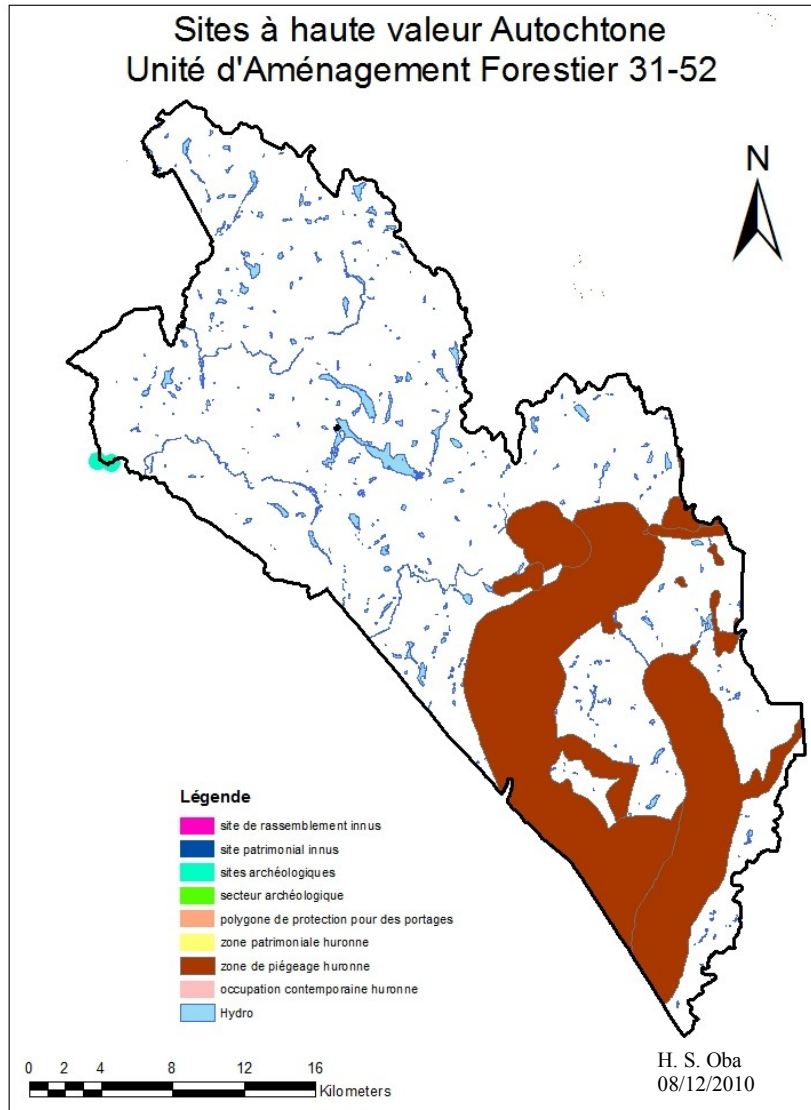 Sites à haute valeur Autochtone
Unité d'Aménagement Forestier 31-52
N
Légende
site de rassemblement innus
site patrimonial innus
sites archéologiques
secteur archéologique
polygone de protection pour des portages
zone patrimoniale huronne
zone de piégeage huronne
occupation contemporaine huronne
Hydro
0 2 4 8 12 16
Kilometers
H. S. Oba
08/12/2010